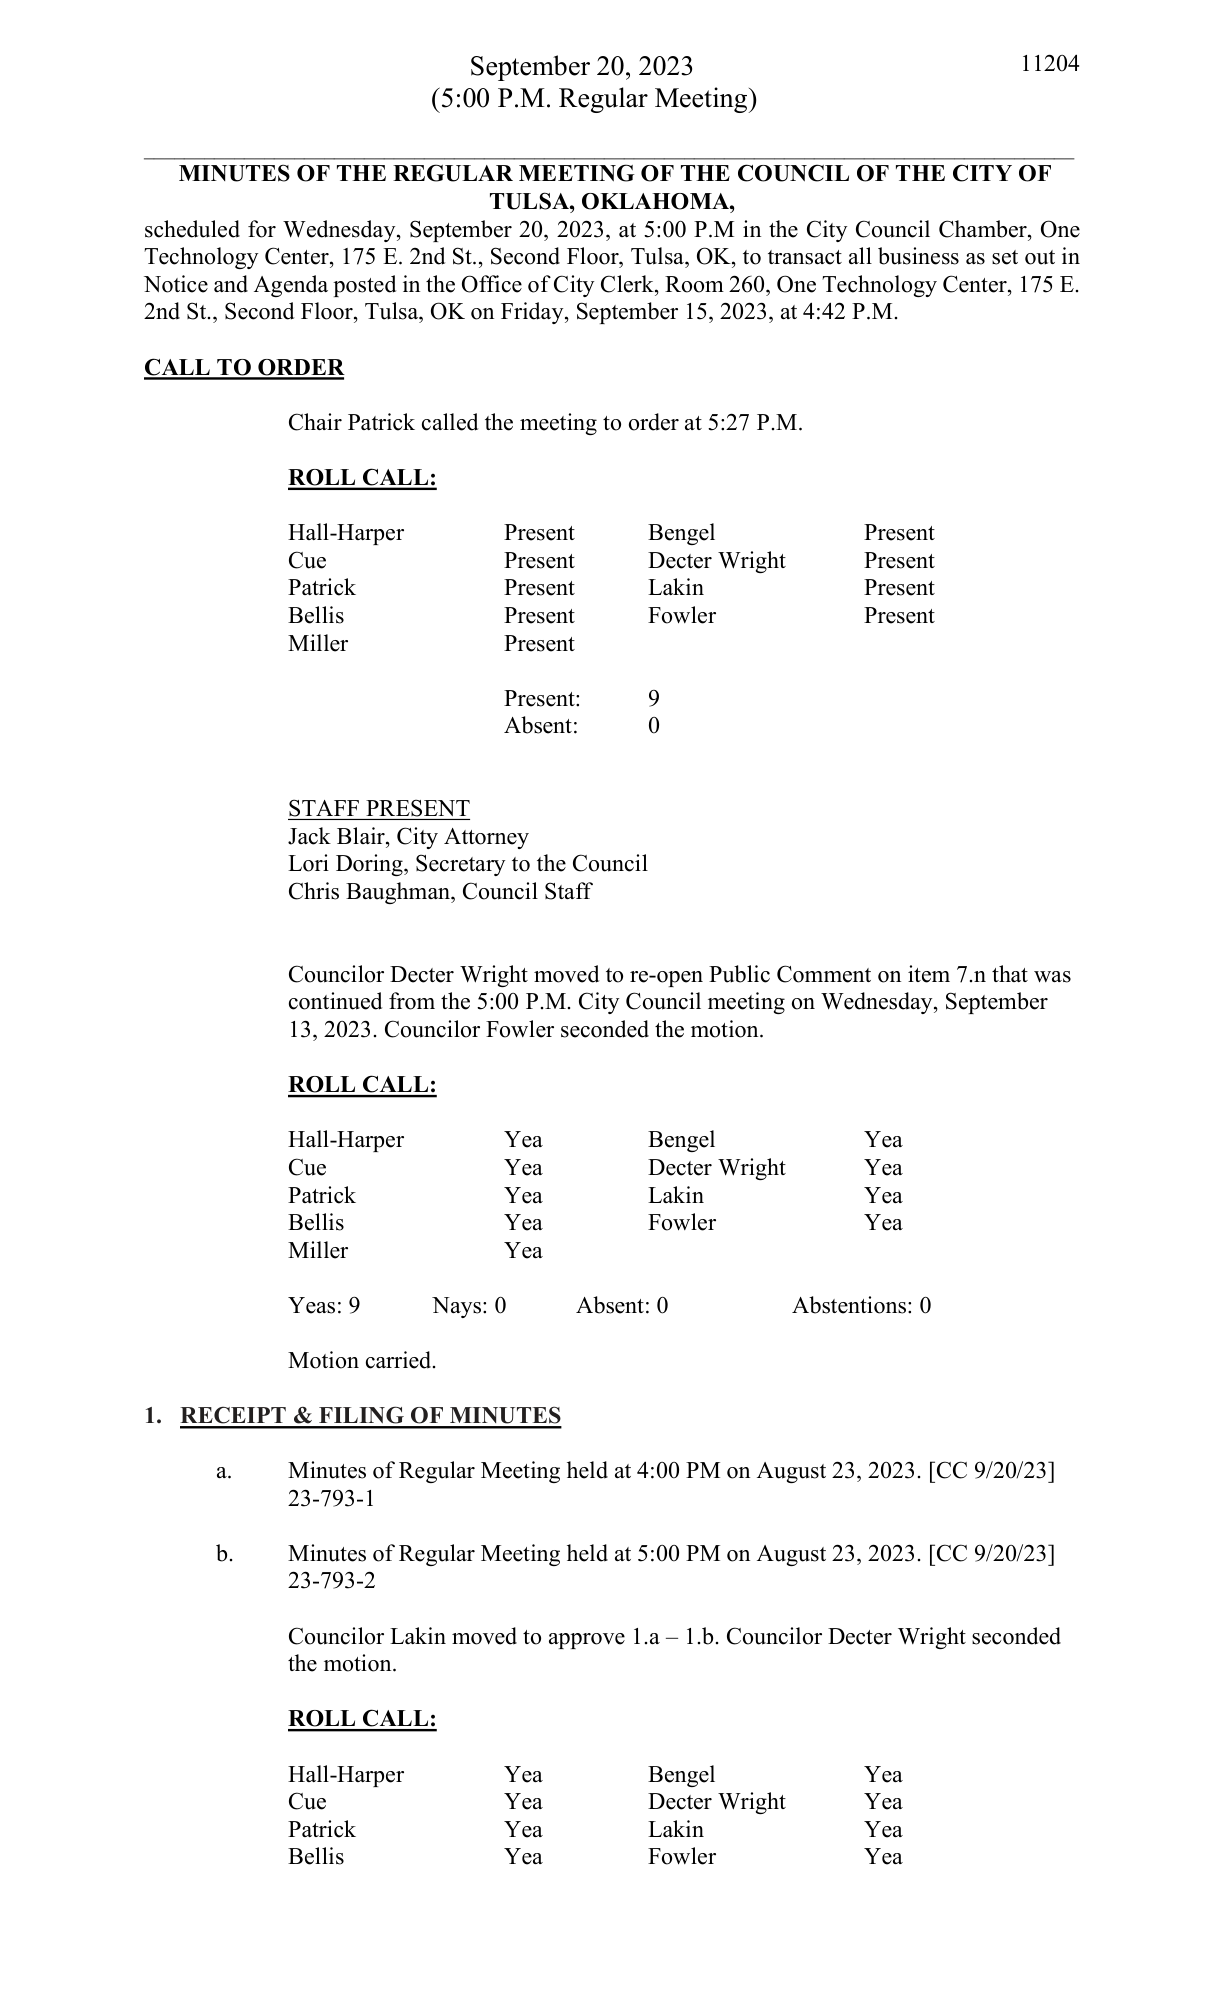 September 20, 2023 11204
(5:00 P.M. Regular Meeting)
MINUTES OF THE REGULAR MEETING OF THE COUNCIL OF THE CITY OF
TULSA, OKLAHOMA,
scheduled for Wednesday, September 20, 2023, at 5:00 P.M in the City Council Chamber, One
Technology Center, 175 E. 2nd St., Second Floor, Tulsa, OK, to transact all business as set out in
Notice and Agenda posted in the Office of City Clerk, Room 260, One Technology Center, 175 E.
2nd St., Second Floor, Tulsa, OK on Friday, September 15, 2023, at 4:42 P.M.
CALL TO ORDER
Chair Patrick called the meeting to order at 5:27 P.M.
ROLL CALL:
Hall-Harper Present Bengel Present
Cue Present Decter Wright Present
Patrick Present Lakin Present
Bellis Present Fowler Present
Miller Present
Present: 9
Absent: 0
STAFF PRESENT
Jack Blair, City Attorney
Lori Doring, Secretary to the Council
Chris Baughman, Council Staff
Councilor Decter Wright moved to re-open Public Comment on item 7.n that was
continued from the 5:00 P.M. City Council meeting on Wednesday, September
13, 2023. Councilor Fowler seconded the motion.
ROLL CALL:
Hall-Harper Yea Bengel Yea
Cue Yea Decter Wright Yea
Patrick Yea Lakin Yea
Bellis Yea Fowler Yea
Miller Yea
Yeas: 9 Nays: 0 Absent: 0 Abstentions: 0
Motion carried.
1. RECEIPT & FILING OF MINUTES
a. Minutes of Regular Meeting held at 4:00 PM on August 23, 2023. [CC 9/20/23]
23-793-1
b. Minutes of Regular Meeting held at 5:00 PM on August 23, 2023. [CC 9/20/23]
23-793-2
Councilor Lakin moved to approve 1.a – 1.b. Councilor Decter Wright seconded
the motion.
ROLL CALL:
Hall-Harper Yea Bengel Yea
Cue Yea Decter Wright Yea
Patrick Yea Lakin Yea
Bellis Yea Fowler Yea